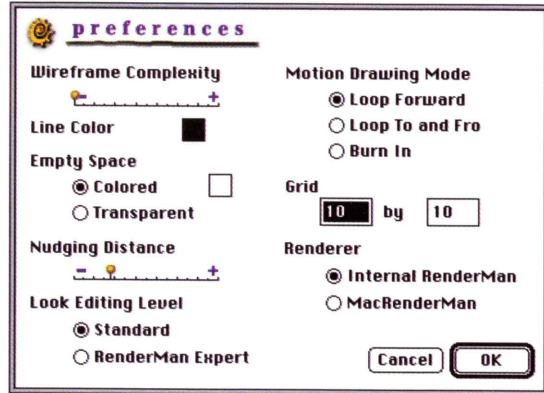 preferences
Wireframe Complexity
- +
Line Color
Empty Space
Colored
Transparent
Nudging Distance
- +
Look Editing Level
Standard
RenderMan Expert
Motion Drawing Mode
Loop Forward
Loop To and Fro
Burn In
Grid
10 by 10
Renderer
Internal RenderMan
MacRenderMan
Cancel OK